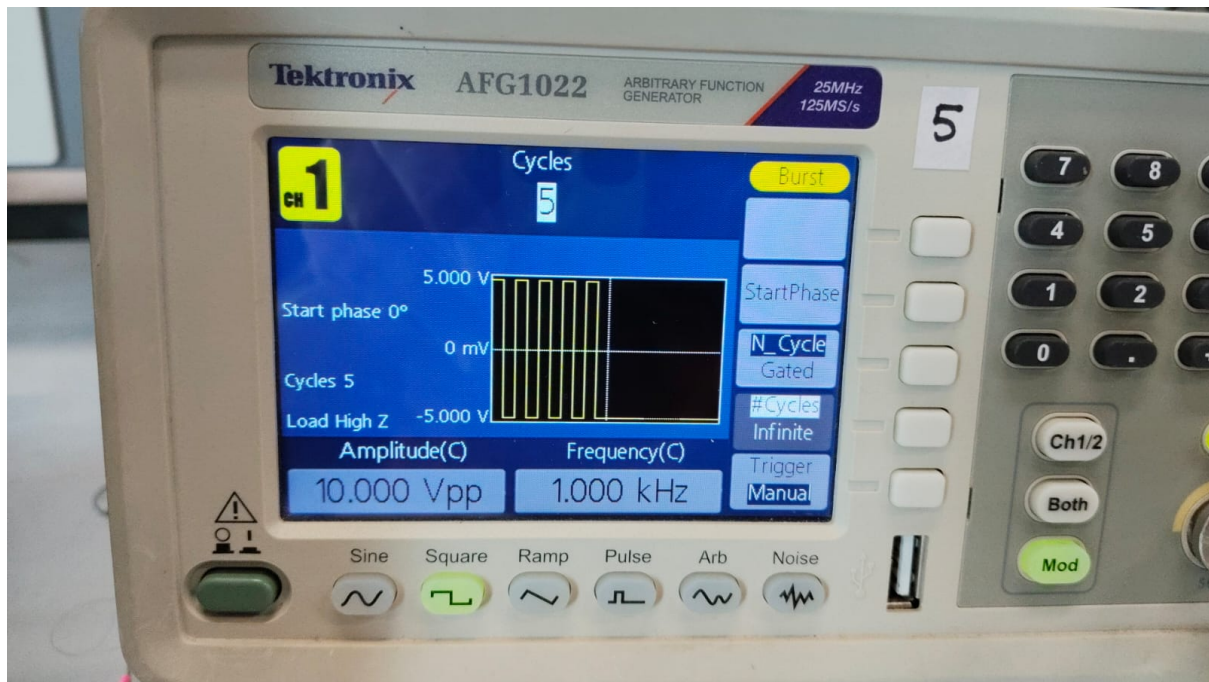 Tektronix AFG1022 ARBITRARY FUNCTION GENERATOR 25MHz 125MS/s
5
CH 1
Cycles
5
Burst
StartPhase
N_Cycle
Gated
#Cycles
Infinite
Trigger
Manual
5.000 V
Start phase 0°
0 mV
Cycles 5
Load High Z
-5.000 V
Amplitude(C)
Frequency(C)
10.000 Vpp
1.000 kHz
Sine Square Ramp Pulse Arb Noise
7 8
4 5
1 2
0 .
Ch1/2
Both
Mod